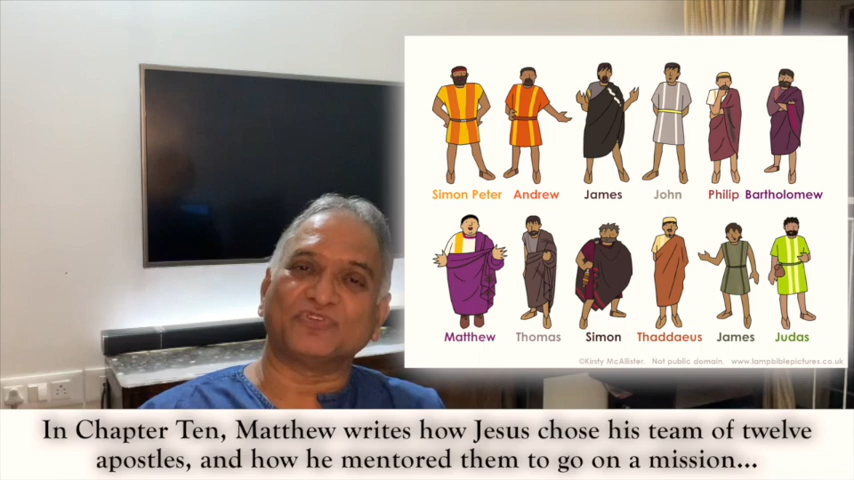 Simon Peter Andrew James John Philip Bartholomew
Matthew Thomas Simon Thaddaeus James Judas
©Kirsty McAllister. Not public domain. www.lampbiblepictures.co.uk
In Chapter Ten, Matthew writes how Jesus chose his team of twelve
apostles, and how he mentored them to go on a mission...